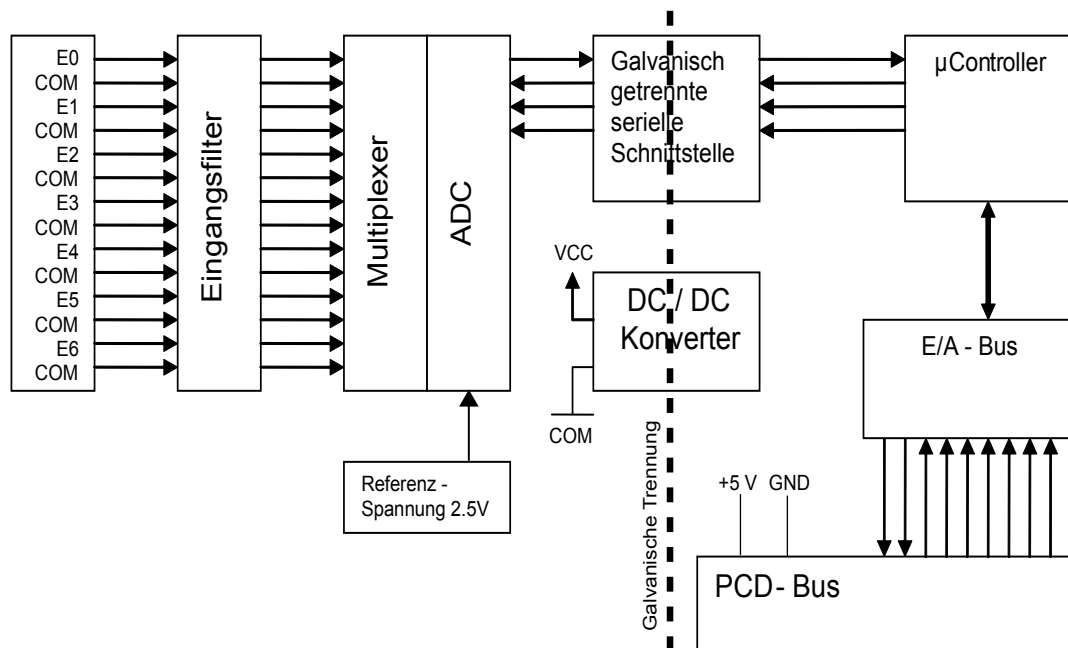 E0
COM
E1
COM
E2
COM
E3
COM
E4
COM
E5
COM
E6
COM
Eingangsfilter
Multiplexer
ADC
Referenz -
Spannung 2.5V
Galvanisch
getrennte
serielle
Schnittstelle
VCC
DC / DC
Konverter
COM
Galvanische Trennung
µController
E/A - Bus
+5 V GND
PCD- Bus